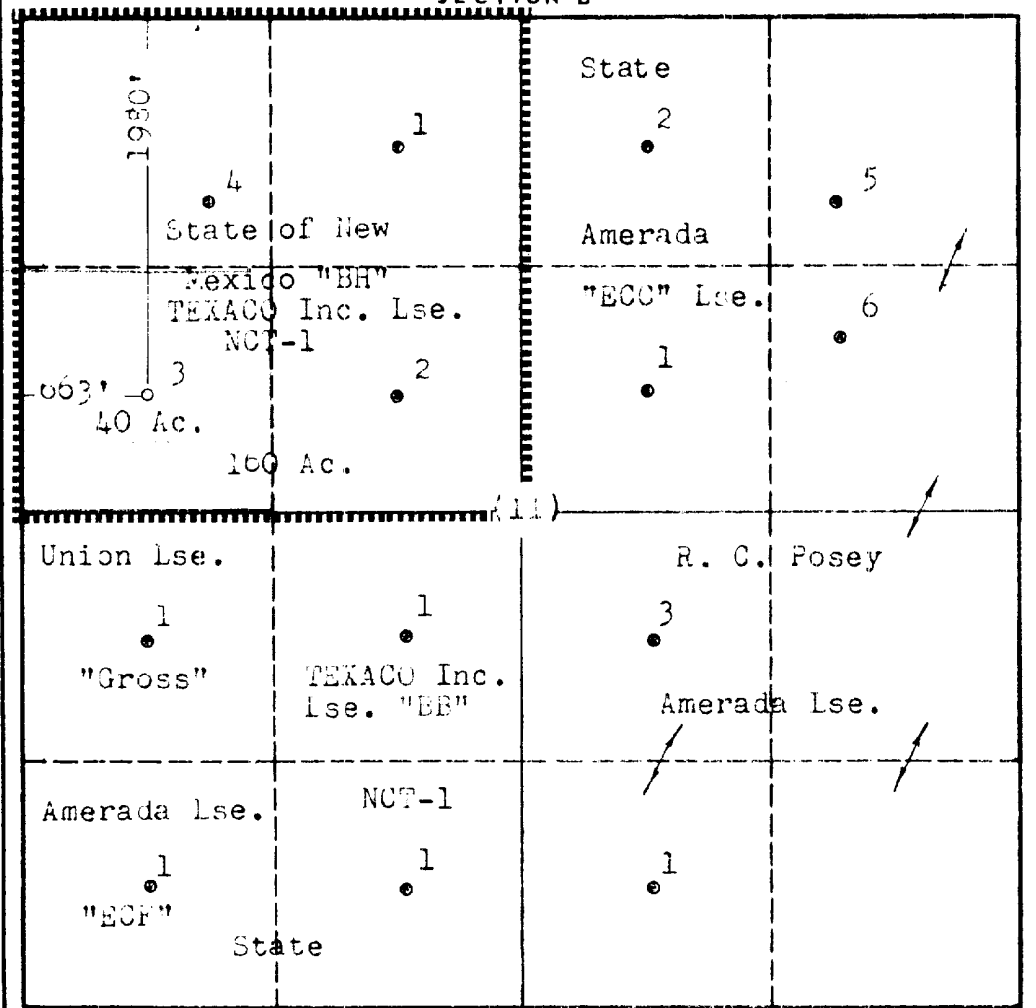 1980'
1
4
State of New
Mexico "BH"
TEXACO Inc. Lse.
NCT-1
663'
3
2
40 Ac.
160 Ac.
State
2
5
Amerada
"ECC" Lse.
6
1
(11)
Union Lse.
1
"Gross"
1
TEXACO Inc.
Lse. "BB"
R. C. Posey
3
Amerada Lse.
Amerada Lse.
1
"ECF"
NCT-1
1
State
1